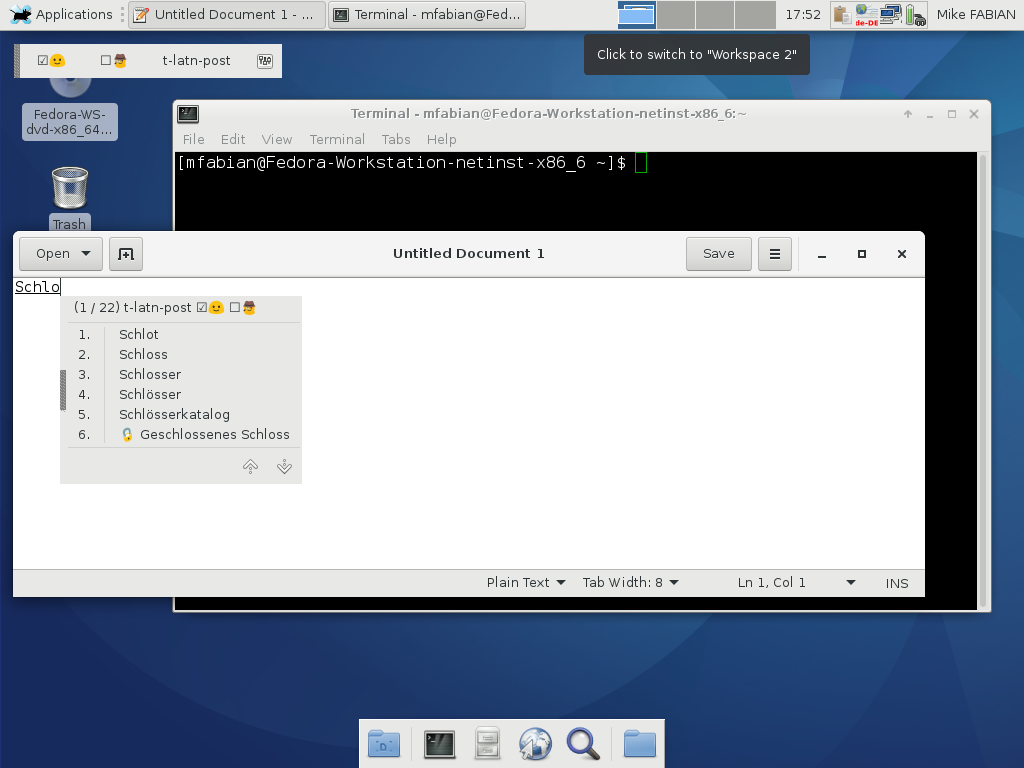 Applications
Untitled Document 1 - ...
Terminal - mfabian@Fed...
17:52
de-DE
Mike FABIAN
t-latn-post
Click to switch to "Workspace 2"
Fedora-WS-
dvd-x86_64...
Trash
Terminal - mfabian@Fedora-Workstation-netinst-x86_6:~
File Edit View Terminal Tabs Help
[mfabian@Fedora-Workstation-netinst-x86_6 ~]$
Open
Untitled Document 1
Save
Schlo
(1 / 22) t-latn-post ☑🙂 ☐🕵
1. Schlot
2. Schloss
3. Schlosser
4. Schlösser
5. Schlösserkatalog
6. 🔒 Geschlossenes Schloss
Plain Text Tab Width: 8 Ln 1, Col 1 INS